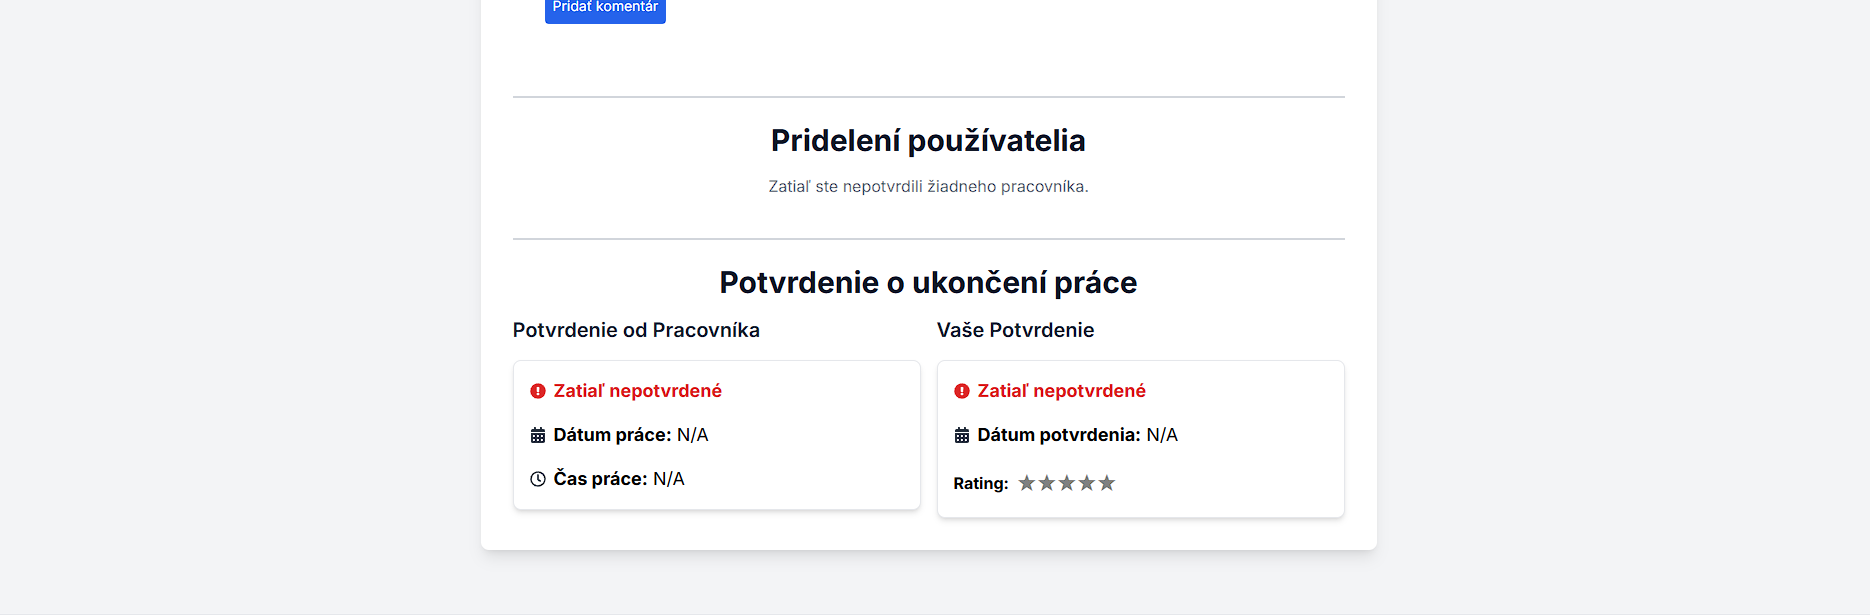 Pridať komentár
Pridelení používatelia
Zatiaľ ste nepotvrdili žiadneho pracovníka.
Potvrdenie o ukončení práce
Potvrdenie od Pracovníka
Zatiaľ nepotvrdené
Dátum práce: N/A
Čas práce: N/A
Vaše Potvrdenie
Zatiaľ nepotvrdené
Dátum potvrdenia: N/A
Rating: ★★★★★